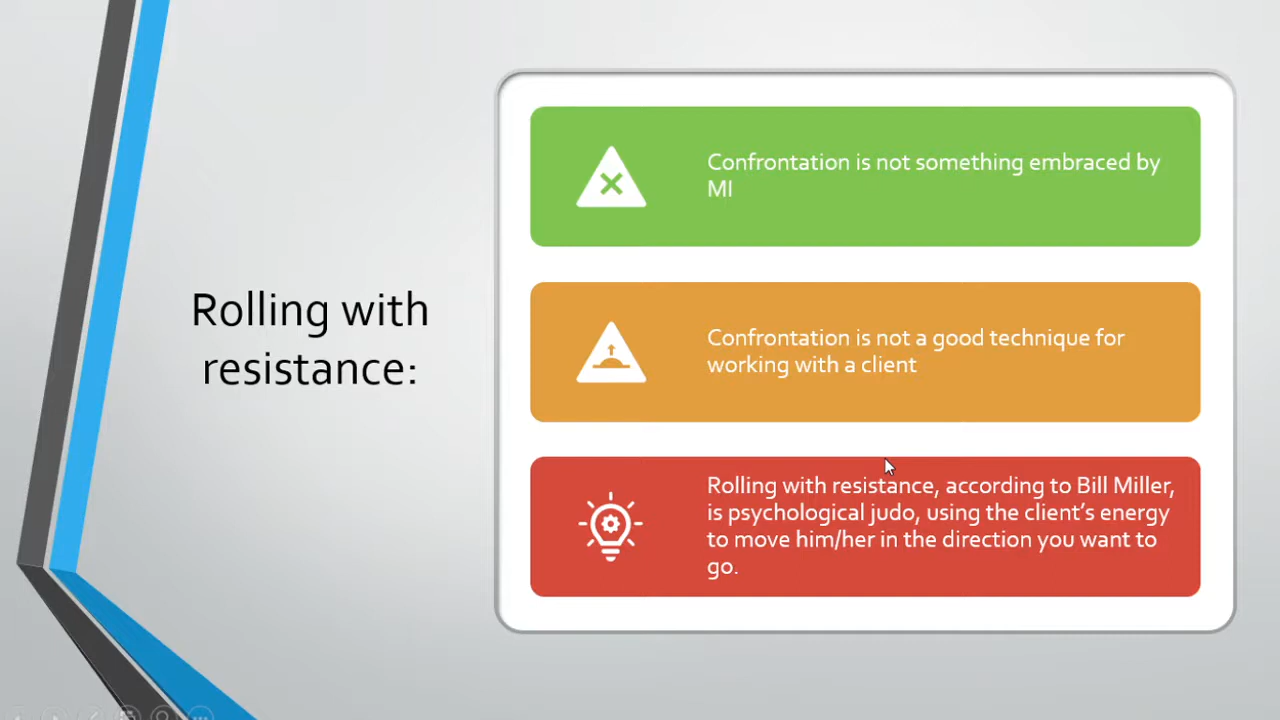 Rolling with
resistance:
Confrontation is not something embraced by
MI
Confrontation is not a good technique for
working with a client
Rolling with resistance, according to Bill Miller,
is psychological judo, using the client’s energy
to move him/her in the direction you want to
go.